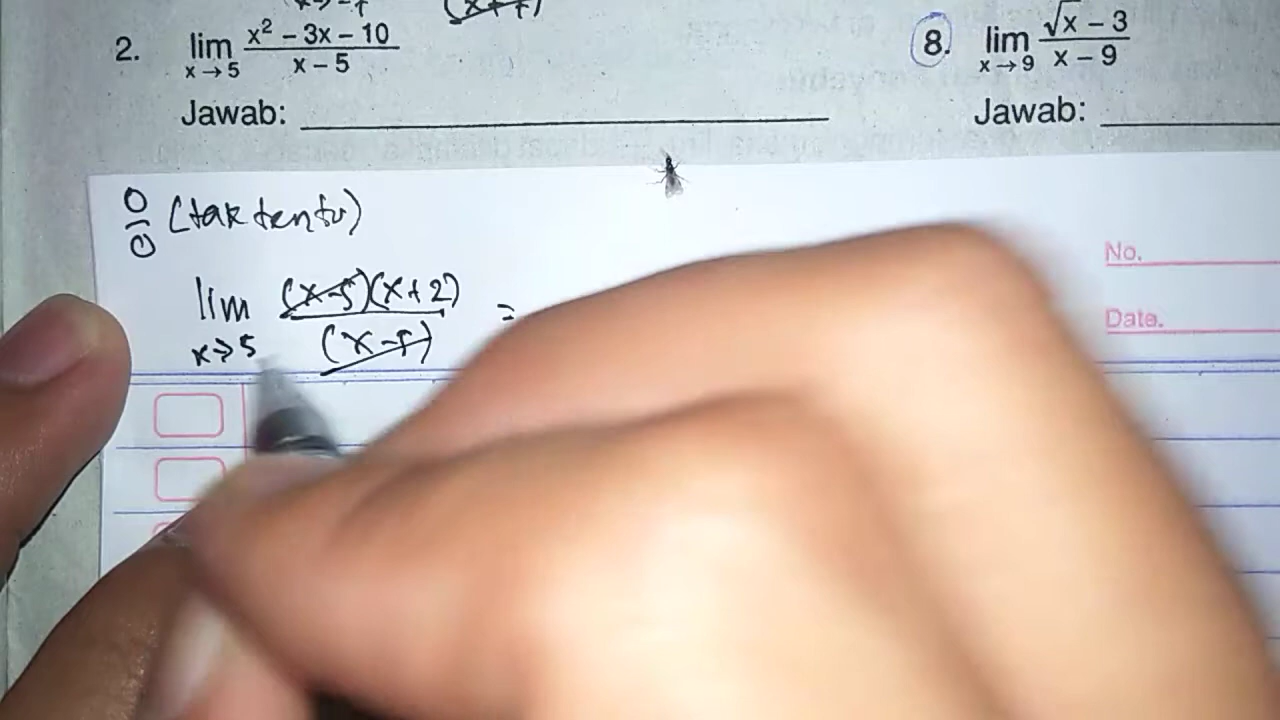 2. lim x→5 x² – 3x – 10 / x – 5
Jawab:
8. lim x→9 √x – 3 / x – 9
Jawab:
0/0 (tak tentu)
lim x→5 (x-5)(x+2) / (x-5) =
No.
Date.